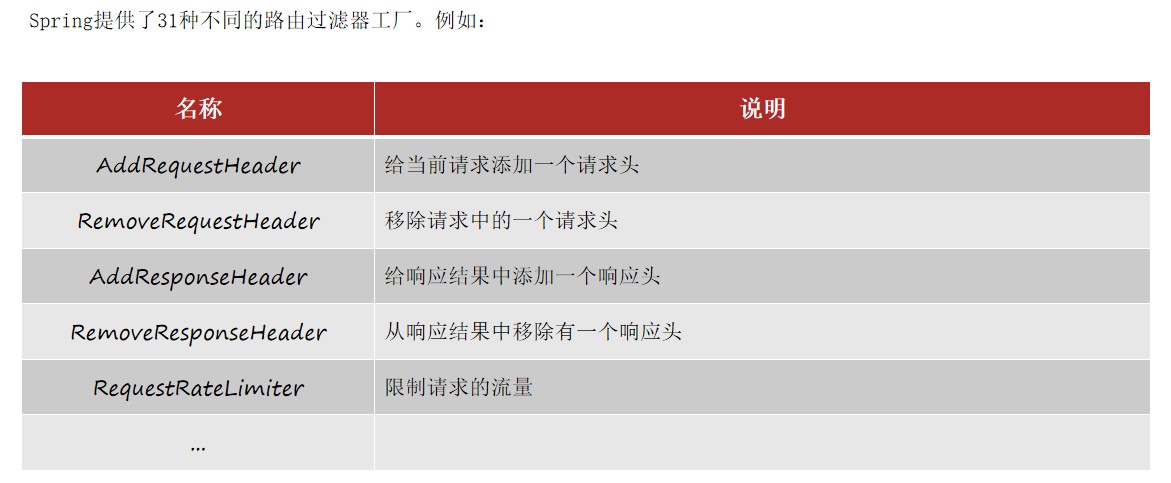 Spring提供了31种不同的路由过滤器工厂。例如：
名称 说明
AddRequestHeader 给当前请求添加一个请求头
RemoveRequestHeader 移除请求中的一个请求头
AddResponseHeader 给响应结果中添加一个响应头
RemoveResponseHeader 从响应结果中移除有一个响应头
RequestRateLimiter 限制请求的流量
...